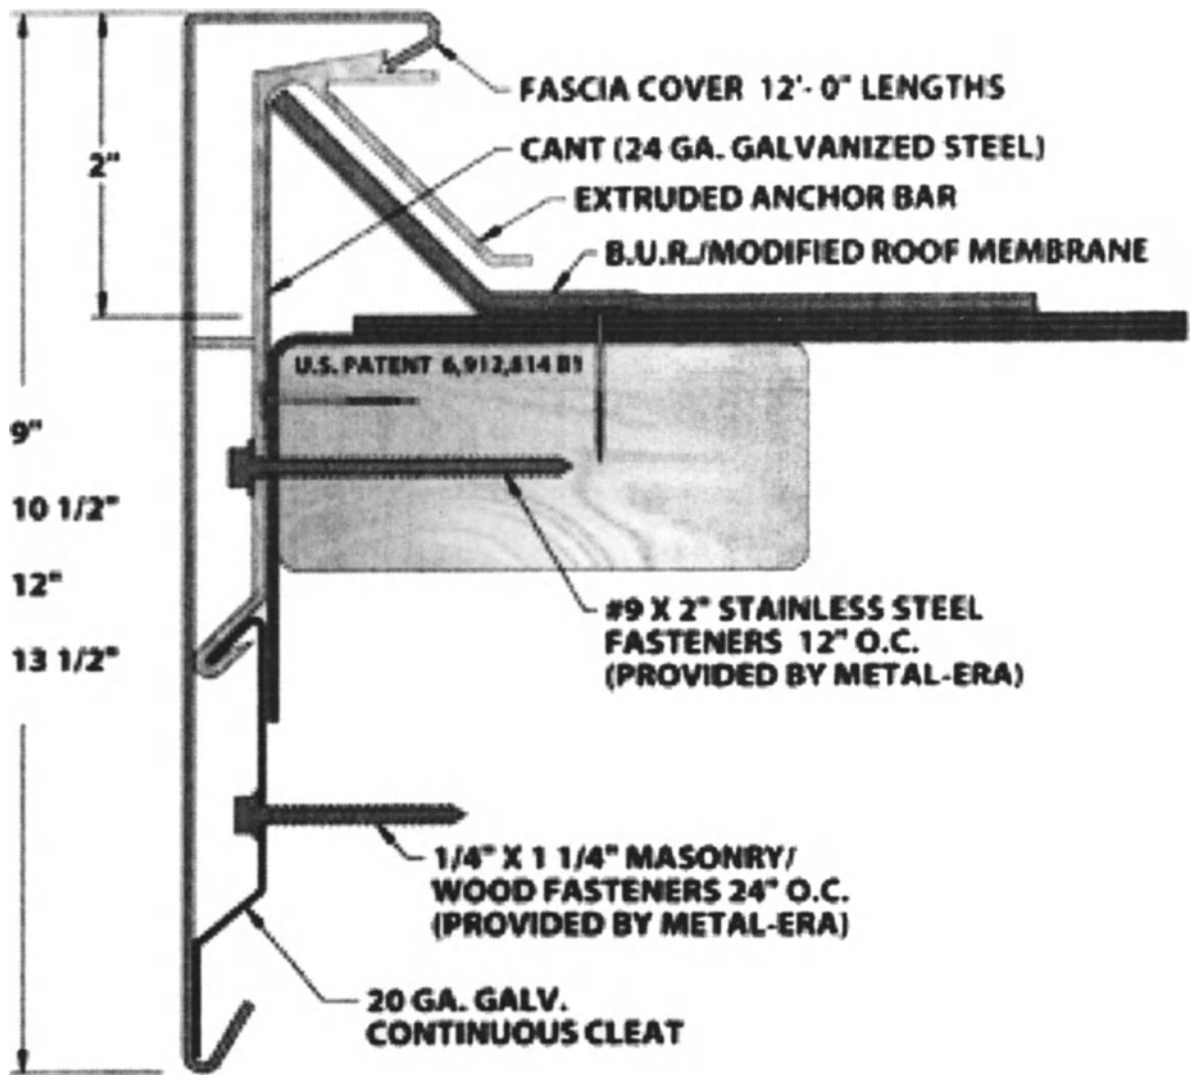 FASCIA COVER 12'- 0" LENGTHS
2"
CANT (24 GA. GALVANIZED STEEL)
EXTRUDED ANCHOR BAR
B.U.R./MODIFIED ROOF MEMBRANE
U.S. PATENT 6,912,814 B1
9"
10 1/2"
12"
13 1/2"
#9 X 2" STAINLESS STEEL
FASTENERS 12" O.C.
(PROVIDED BY METAL-ERA)
1/4" X 1 1/4" MASONRY/
WOOD FASTENERS 24" O.C.
(PROVIDED BY METAL-ERA)
20 GA. GALV.
CONTINUOUS CLEAT